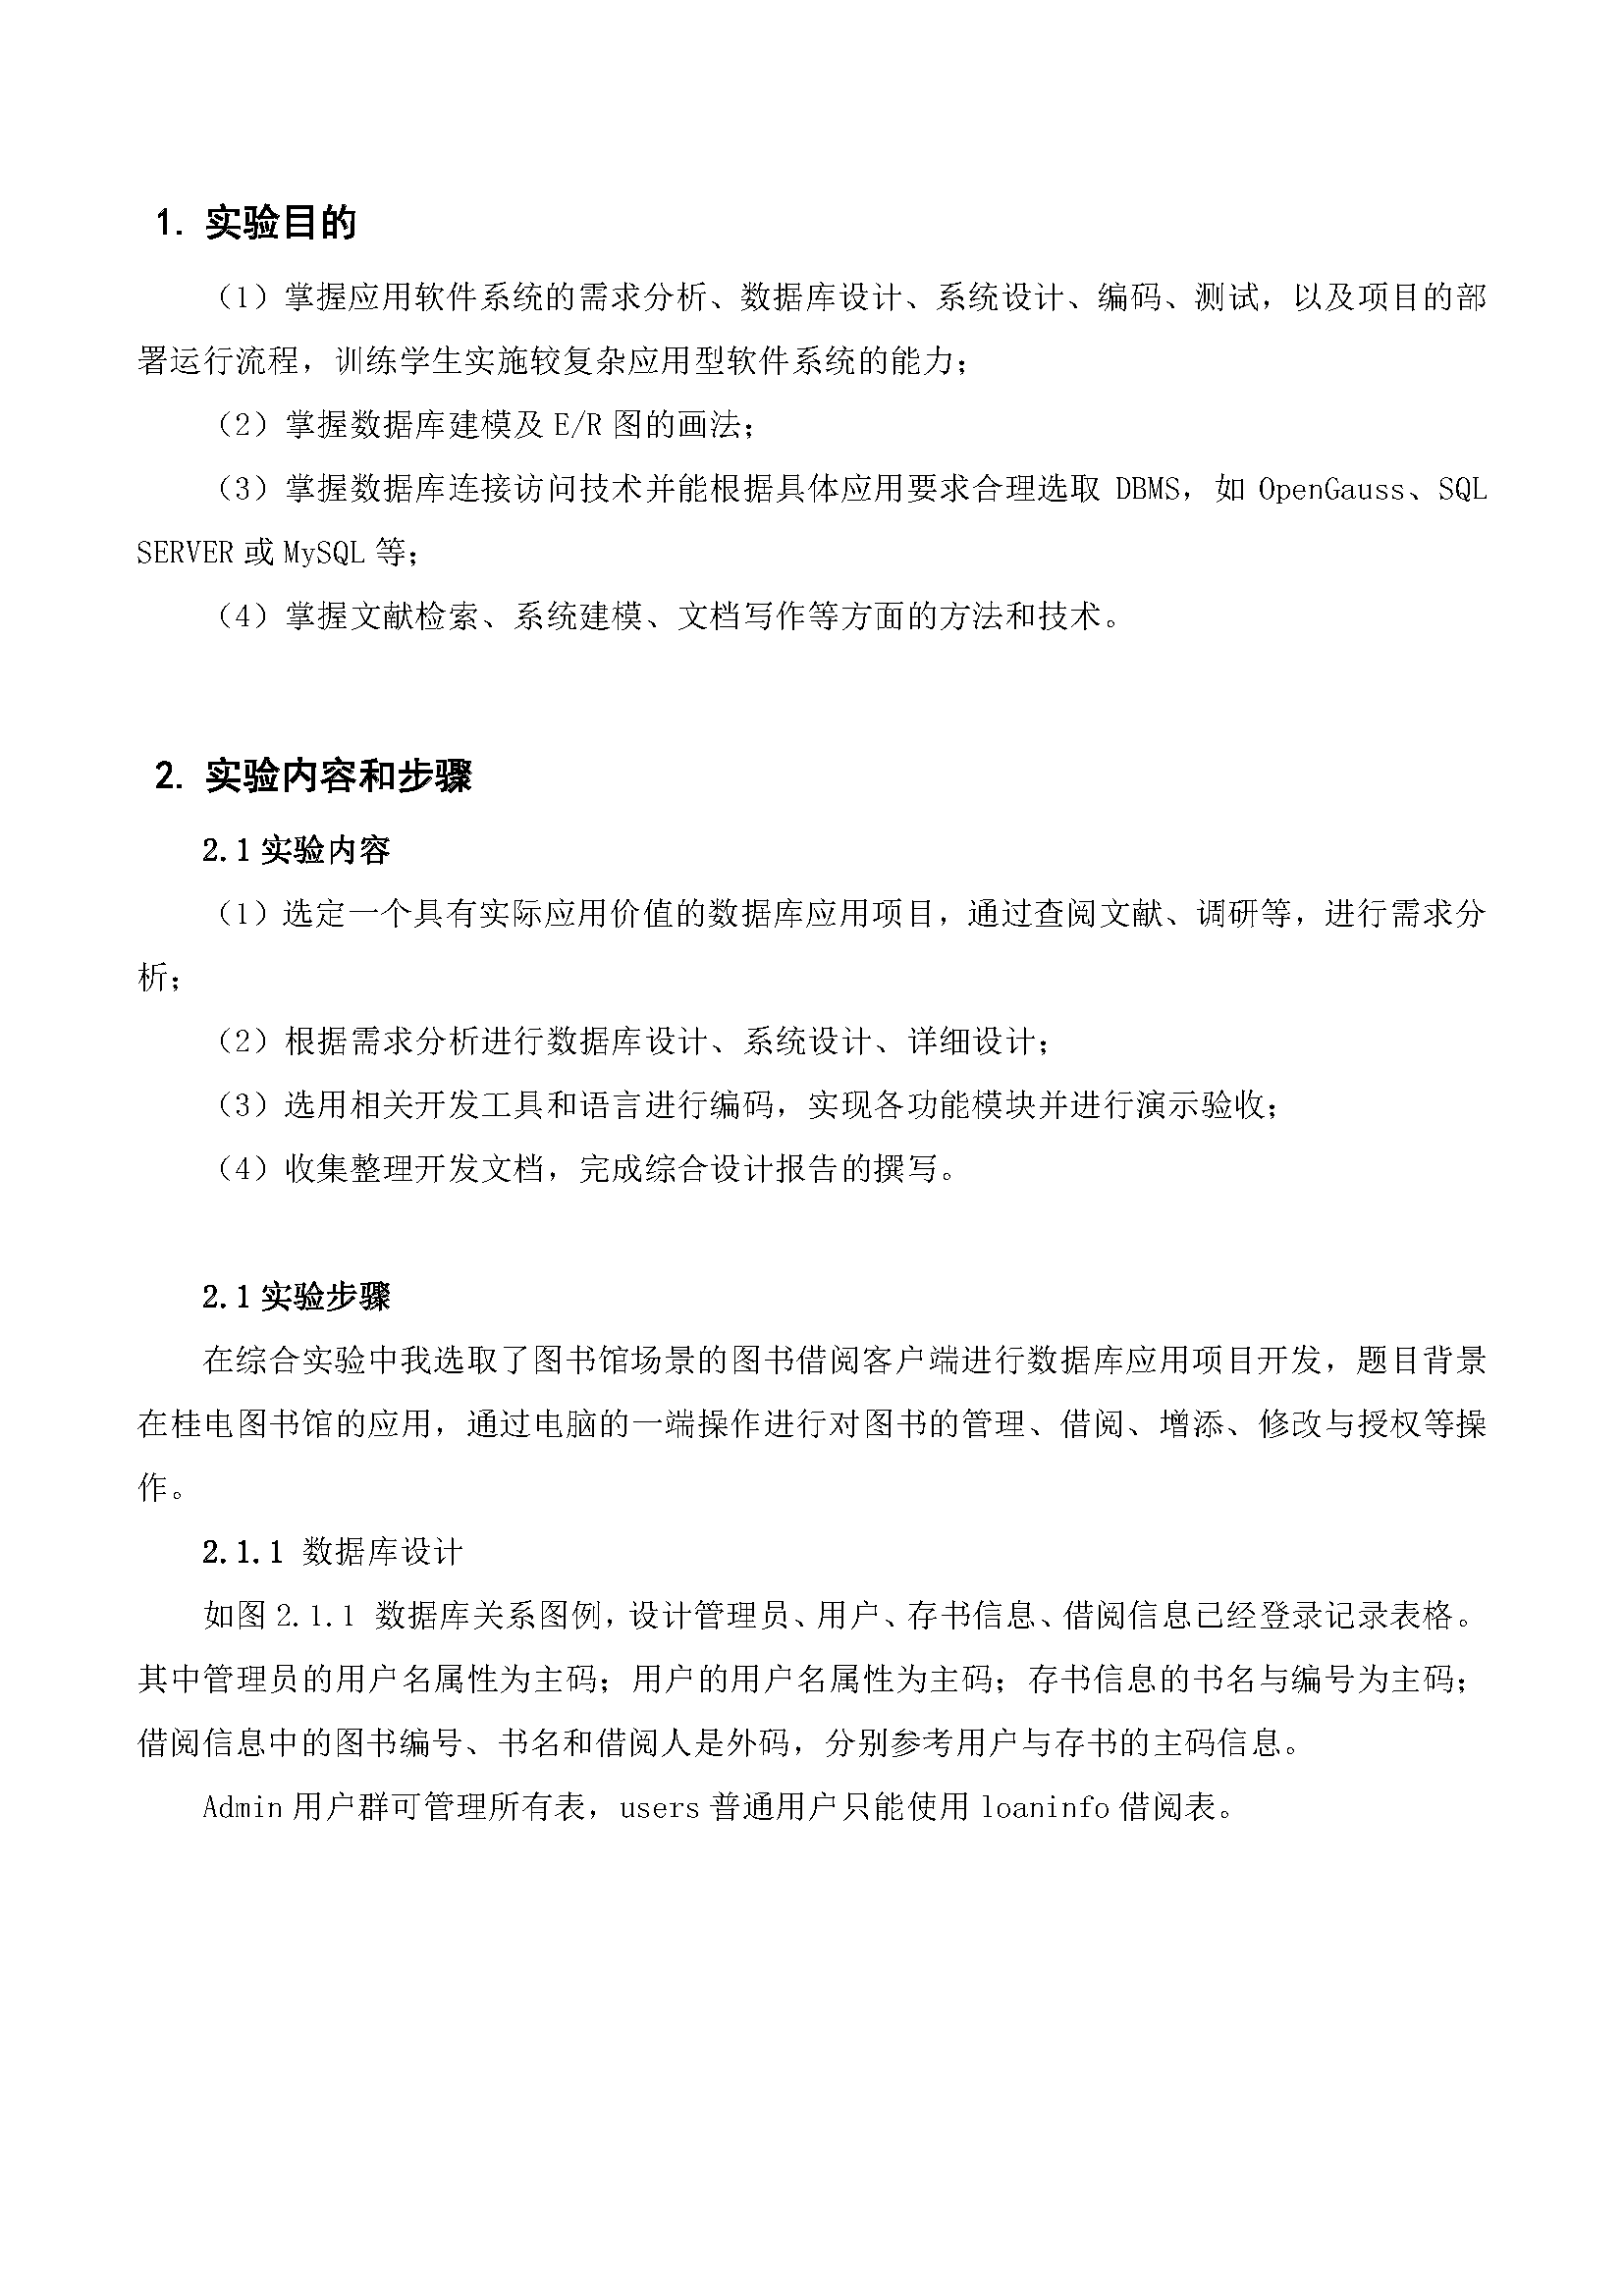 1. 实验目的
（1）掌握应用软件系统的需求分析、数据库设计、系统设计、编码、测试，以及项目的部
署运行流程，训练学生实施较复杂应用型软件系统的能力；
（2）掌握数据库建模及 E/R 图的画法；
（3）掌握数据库连接访问技术并能根据具体应用要求合理选取 DBMS，如 OpenGauss、SQL
SERVER 或 MySQL 等；
（4）掌握文献检索、系统建模、文档写作等方面的方法和技术。
2. 实验内容和步骤
2.1 实验内容
（1）选定一个具有实际应用价值的数据库应用项目，通过查阅文献、调研等，进行需求分
析；
（2）根据需求分析进行数据库设计、系统设计、详细设计；
（3）选用相关开发工具和语言进行编码，实现各功能模块并进行演示验收；
（4）收集整理开发文档，完成综合设计报告的撰写。
2.1 实验步骤
在综合实验中我选取了图书馆场景的图书借阅客户端进行数据库应用项目开发，题目背景
在桂电图书馆的应用，通过电脑的一端操作进行对图书的管理、借阅、增添、修改与授权等操
作。
2.1.1 数据库设计
如图 2.1.1 数据库关系图例，设计管理员、用户、存书信息、借阅信息已经登录记录表格。
其中管理员的用户名属性为主码；用户的用户名属性为主码；存书信息的书名与编号为主码；
借阅信息中的图书编号、书名和借阅人是外码，分别参考用户与存书的主码信息。
Admin 用户群可管理所有表，users 普通用户只能使用 loaninfo 借阅表。